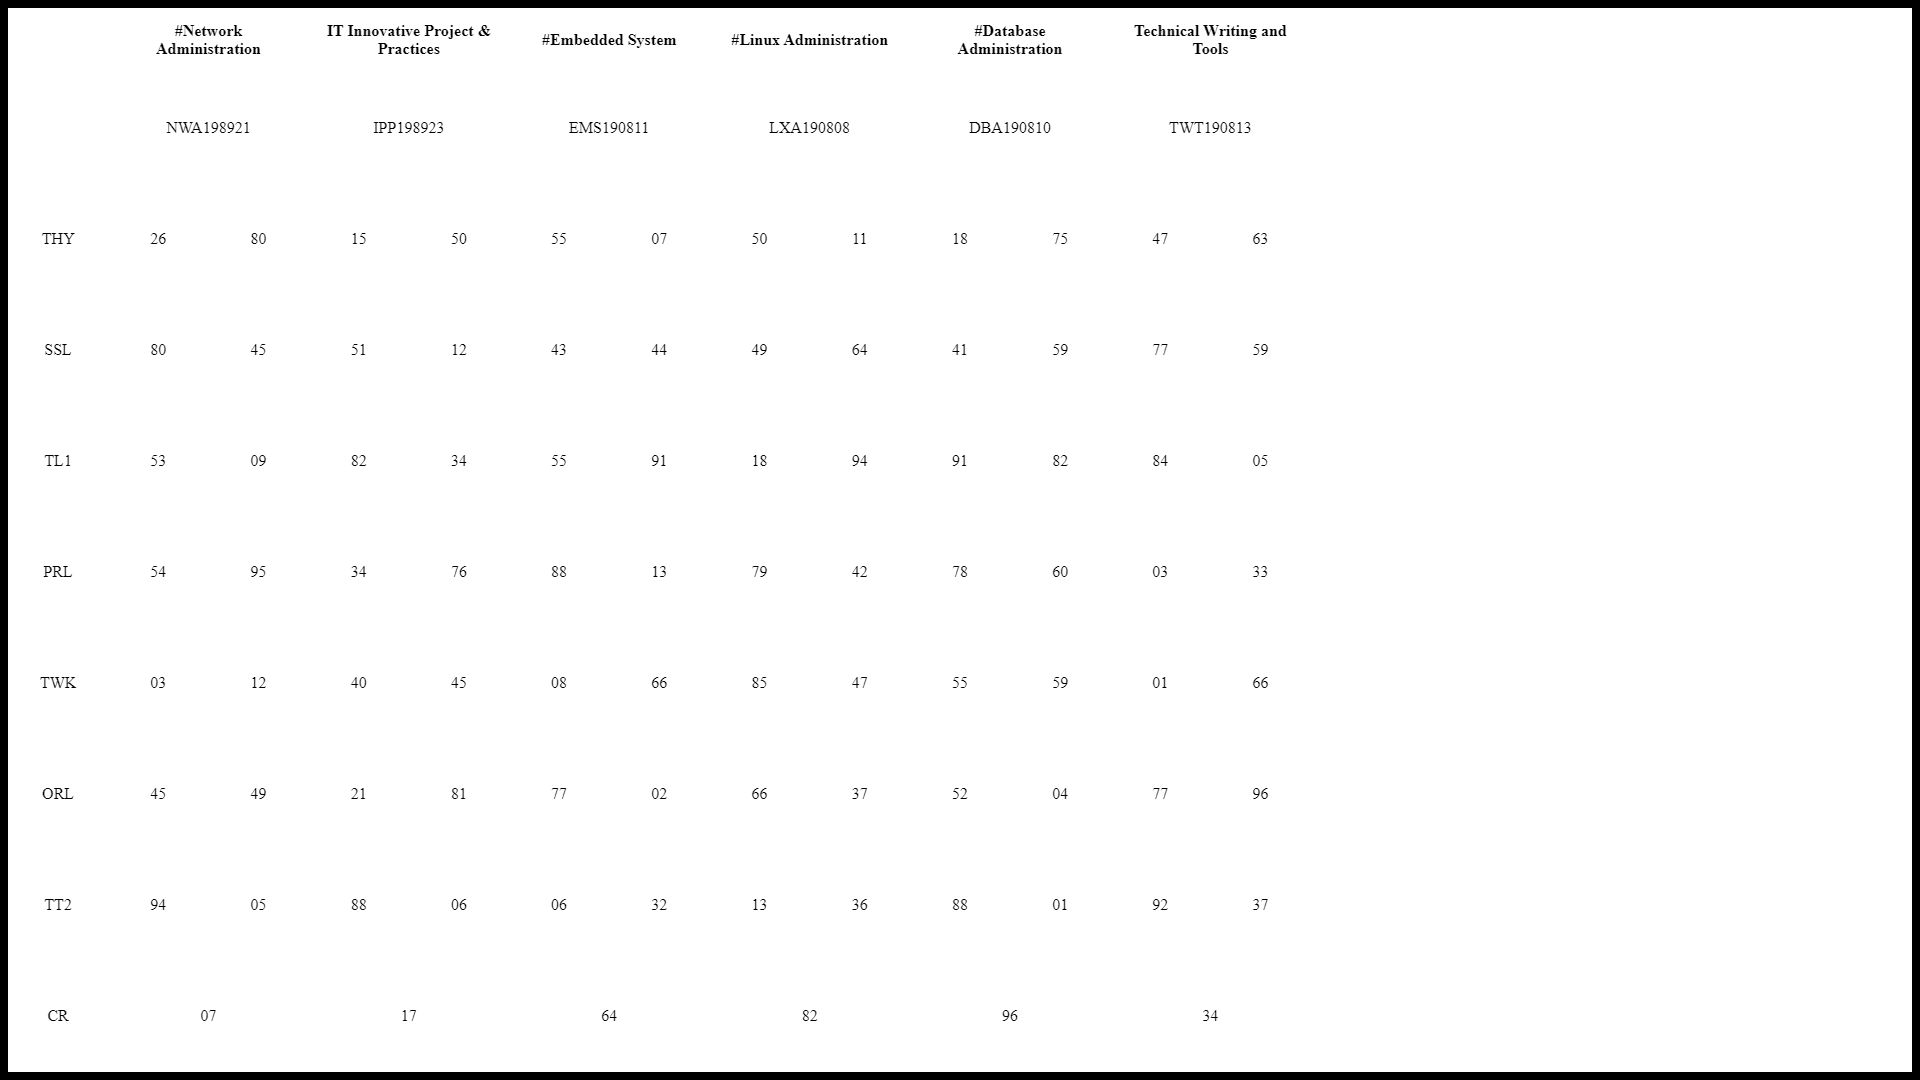 #Network Administration IT Innovative Project & Practices #Embedded System #Linux Administration #Database Administration Technical Writing and Tools
NWA198921 IPP198923 EMS190811 LXA190808 DBA190810 TWT190813
THY 26 80 15 50 55 07 50 11 18 75 47 63
SSL 80 45 51 12 43 44 49 64 41 59 77 59
TL1 53 09 82 34 55 91 18 94 91 82 84 05
PRL 54 95 34 76 88 13 79 42 78 60 03 33
TWK 03 12 40 45 08 66 85 47 55 59 01 66
ORL 45 49 21 81 77 02 66 37 52 04 77 96
TT2 94 05 88 06 06 32 13 36 88 01 92 37
CR 07 17 64 82 96 34